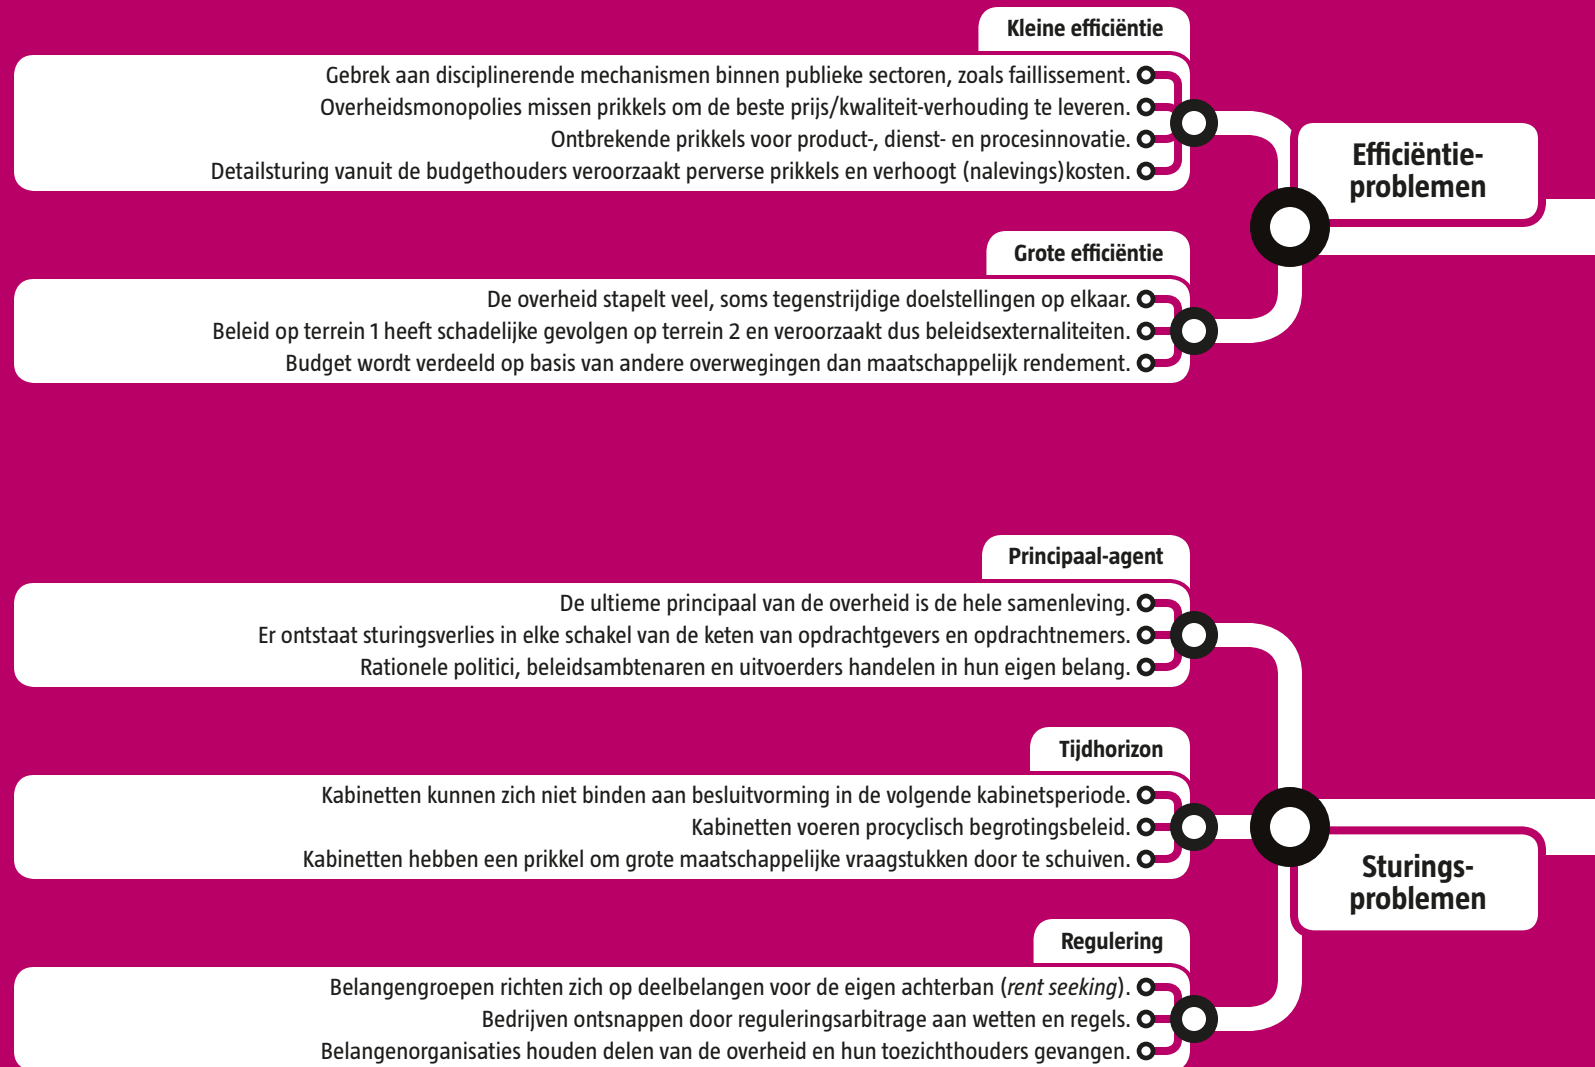 Kleine efficiëntie
Gebrek aan disciplinerende mechanismen binnen publieke sectoren, zoals faillissement.
Overheidsmonopolies missen prikkels om de beste prijs/kwaliteit-verhouding te leveren.
Ontbrekende prikkels voor product-, dienst- en procesinnovatie.
Detailsturing vanuit de budgethouders veroorzaakt perverse prikkels en verhoogt (nalevings)kosten.
Efficiëntie-
problemen
Grote efficiëntie
De overheid stapelt veel, soms tegenstrijdige doelstellingen op elkaar.
Beleid op terrein 1 heeft schadelijke gevolgen op terrein 2 en veroorzaakt dus beleidsexternaliteiten.
Budget wordt verdeeld op basis van andere overwegingen dan maatschappelijk rendement.
Principaal-agent
De ultieme principaal van de overheid is de hele samenleving.
Er ontstaat sturingsverlies in elke schakel van de keten van opdrachtgevers en opdrachtnemers.
Rationele politici, beleidsambtenaren en uitvoerders handelen in hun eigen belang.
Tijdhorizon
Kabinetten kunnen zich niet binden aan besluitvorming in de volgende kabinetsperiode.
Kabinetten voeren procyclisch begrotingsbeleid.
Kabinetten hebben een prikkel om grote maatschappelijke vraagstukken door te schuiven.
Sturings-
problemen
Regulering
Belangengroepen richten zich op deelbelangen voor de eigen achterban (rent seeking).
Bedrijven ontsnappen door reguleringsarbitrage aan wetten en regels.
Belangenorganisaties houden delen van de overheid en hun toezichthouders gevangen.